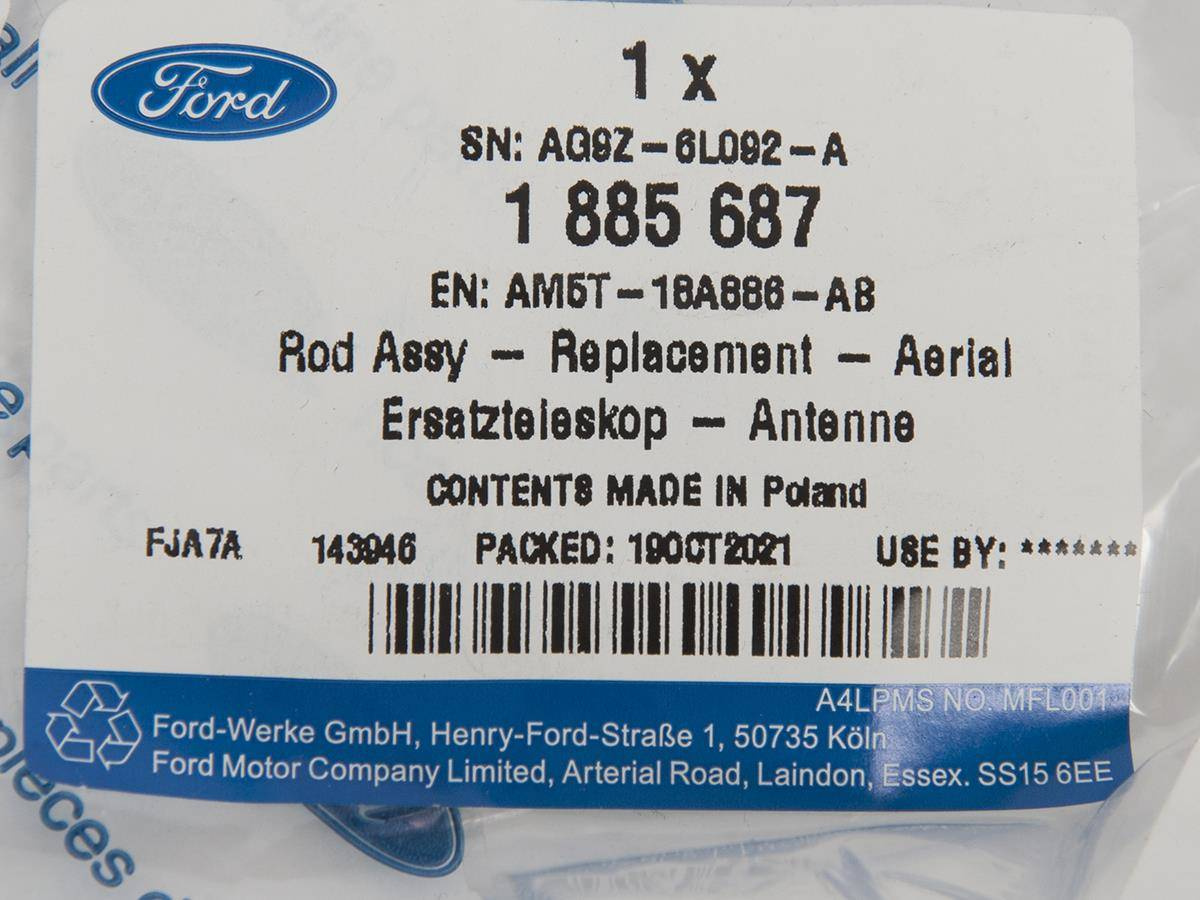 Ford
1 x
SN: AG9Z-6L092-A
1 885 687
EN: AM5T-18A886-AB
Rod Assy - Replacement - Aerial
Ersatzteleskop - Antenne
CONTENTS MADE IN Poland
FJA7A 143946 PACKED: 19OCT2021 USE BY: *******
A4LPMS NO. MFL001
Ford-Werke GmbH, Henry-Ford-Straße 1, 50735 Köln
Ford Motor Company Limited, Arterial Road, Laindon, Essex. SS15 6EE
pieces